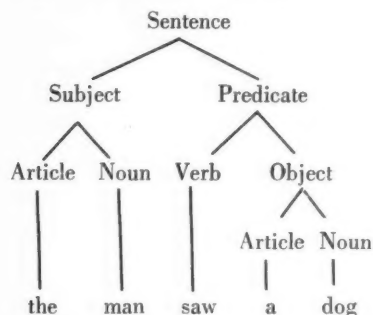 Sentence
Subject Predicate
Article Noun Verb Object
Article Noun
the man saw a dog